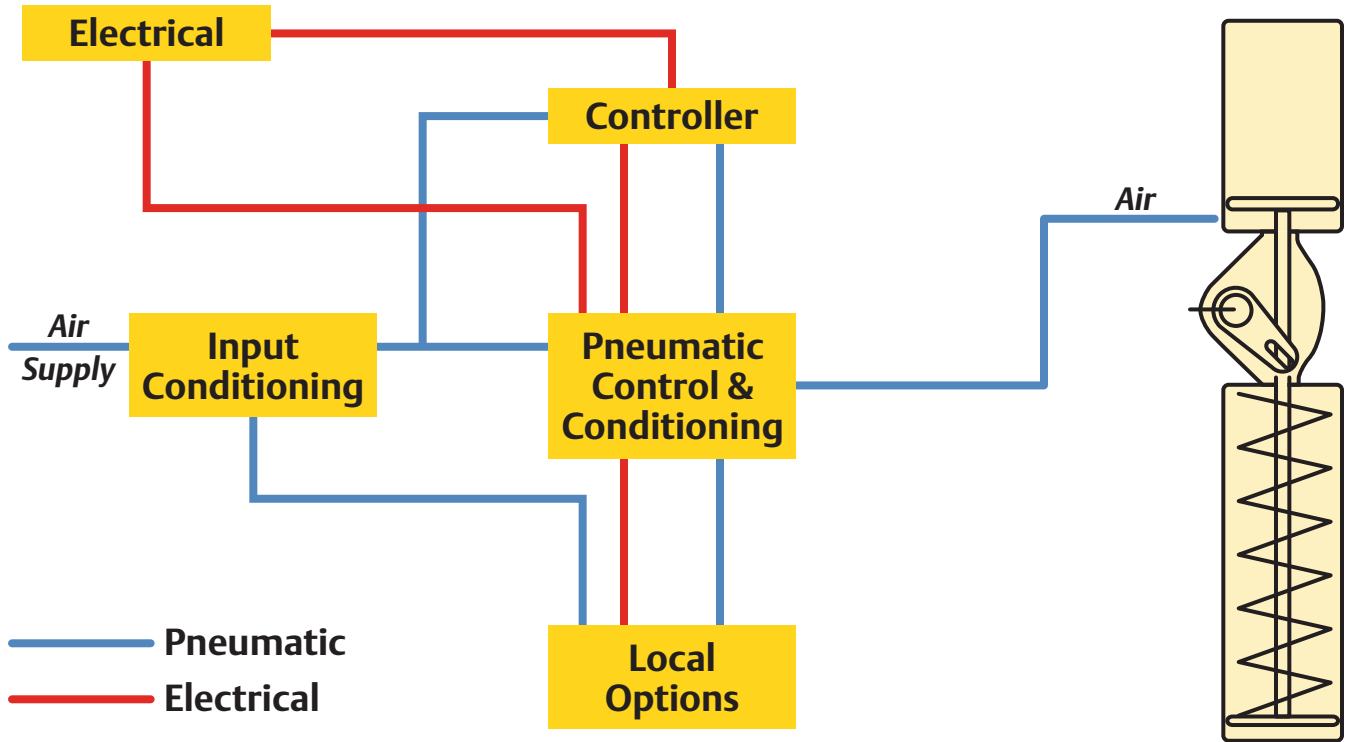 Electrical
Controller
Air
Air
Supply
Input
Conditioning
Pneumatic
Control &
Conditioning
Pneumatic
Electrical
Local
Options